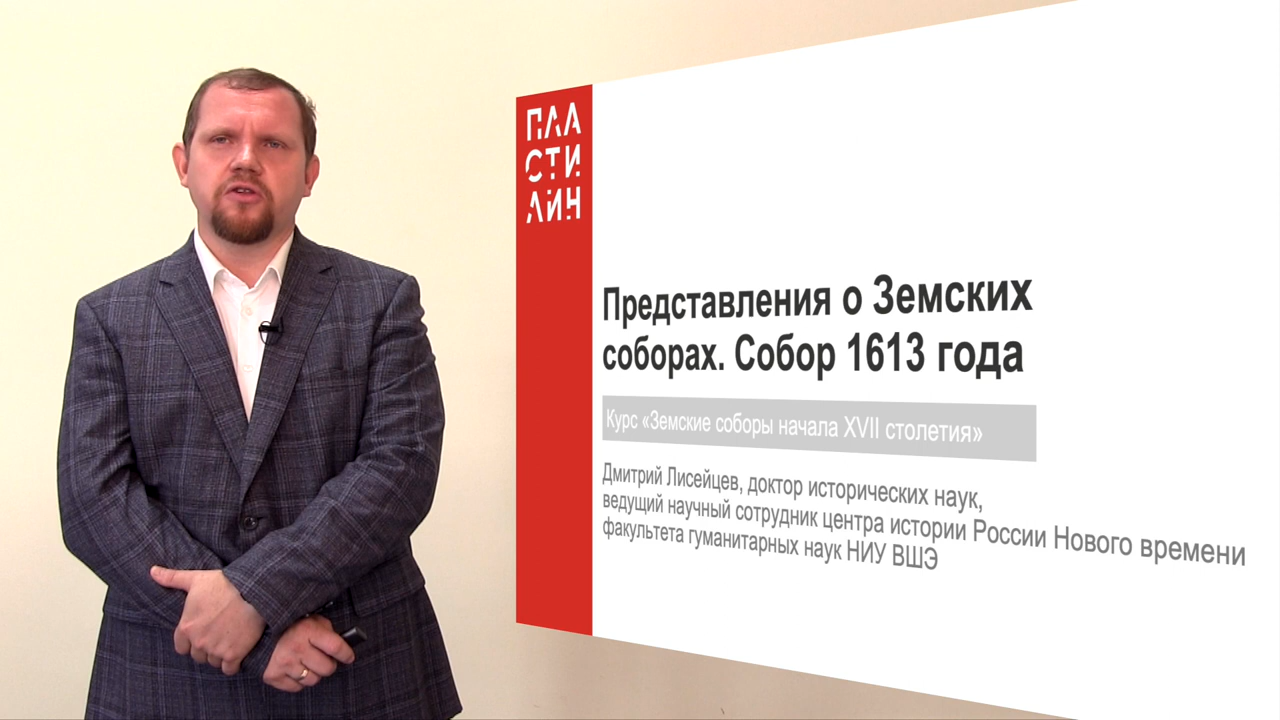 ПЛА
СТИ
ЛИН
Представления о Земских
соборах. Собор 1613 года
Курс «Земские соборы начала XVII столетия»
Дмитрий Лисейцев, доктор исторических наук,
ведущий научный сотрудник центра истории России Нового времени
факультета гуманитарных наук НИУ ВШЭ